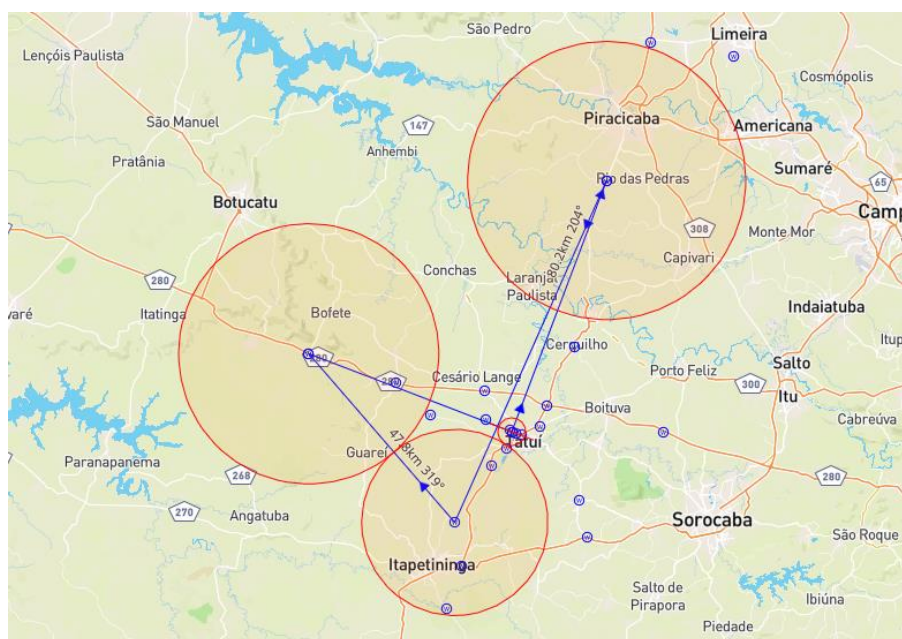 São Pedro
Limeira
Lençóis Paulista
Cosmópolis
São Manuel
147
Piracicaba
Americana
Anhembi
Pratânia
Sumaré
65
Rio das Pedras
Botucatu
Camp
80.2km 204°
308
Monte Mor
Conchas
Capivari
280
Laranjal
Paulista
Indaiatuba
varé
Itatinga
Bofete
Cerquilho
Itup
280
Salto
Cesário Lange
Porto Feliz
300
280
Itu
Boituva
Cabreúva
Tatuí
47.8km 319°
Guareí
Paranapanema
268
280
270
Angatuba
Sorocaba
São Roque
Itapetininga
Salto de
Pirapora
Ibiúna
Piedade